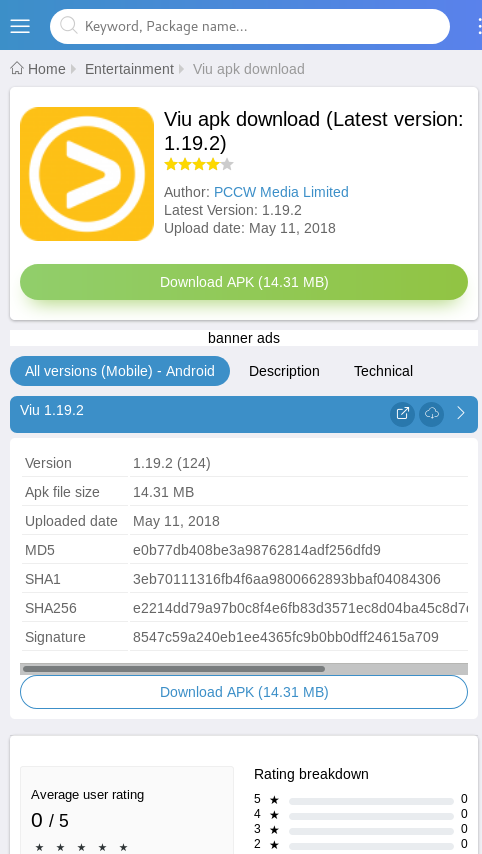 Keyword, Package name...
Home Entertainment Viu apk download
Viu apk download (Latest version:
1.19.2)
Author: PCCW Media Limited
Latest Version: 1.19.2
Upload date: May 11, 2018
Download APK (14.31 MB)
banner ads
All versions (Mobile) - Android Description Technical
Viu 1.19.2
Version 1.19.2 (124)
Apk file size 14.31 MB
Uploaded date May 11, 2018
MD5 e0b77db408be3a98762814adf256dfd9
SHA1 3eb70111316fb4f6aa9800662893bbaf04084306
SHA256 e2214dd79a97b0c8f4e6fb83d3571ec8d04ba45c8d7
Signature 8547c59a240eb1ee4365fc9b0bb0dff24615a709
Download APK (14.31 MB)
Average user rating
0 / 5
Rating breakdown
5 ★ 0
4 ★ 0
3 ★ 0
2 ★ 0